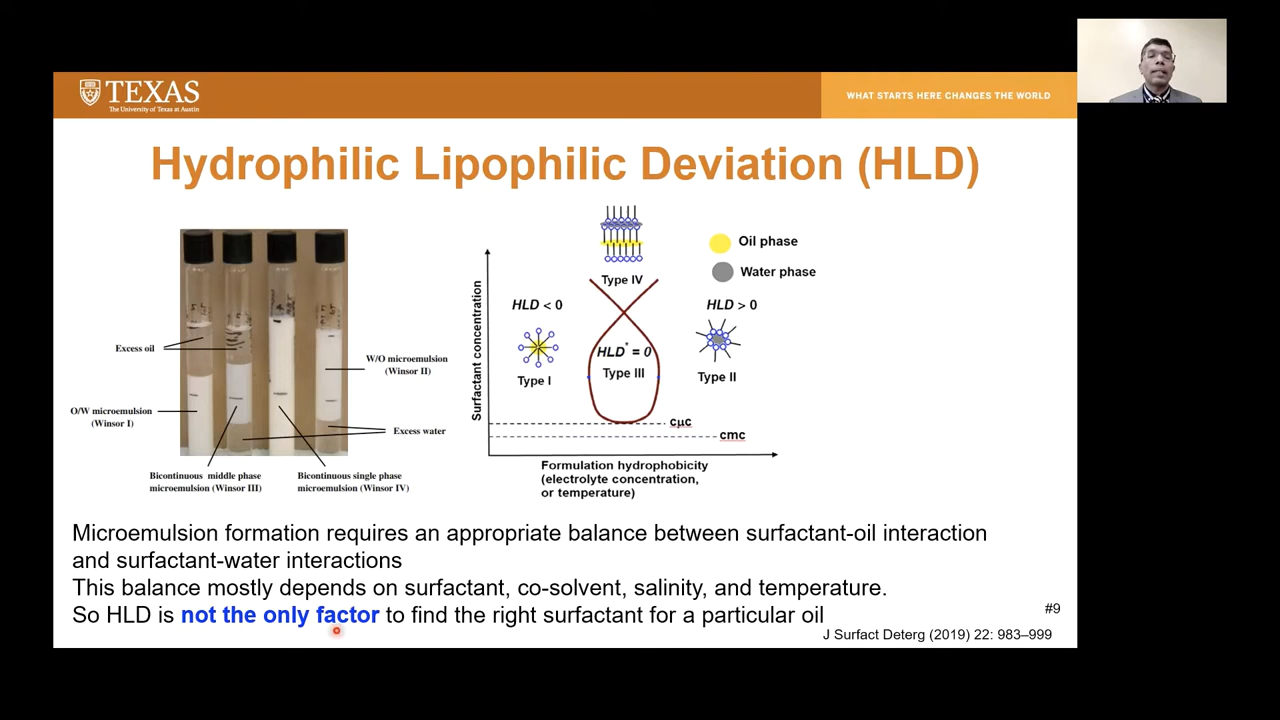 TEXAS
The University of Texas at Austin
WHAT STARTS HERE CHANGES THE WORLD
Hydrophilic Lipophilic Deviation (HLD)
Excess oil
O/W microemulsion
(Winsor I)
W/O microemulsion
(Winsor II)
Excess water
Bicontinuous middle phase
microemulsion (Winsor III)
Bicontinuous single phase
microemulsion (Winsor IV)
Surfactant concentration
Type IV
HLD < 0
Type I
HLD* = 0
Type III
HLD > 0
Type II
Oil phase
Water phase
cμc
cmc
Formulation hydrophobicity
(electrolyte concentration,
or temperature)
Microemulsion formation requires an appropriate balance between surfactant-oil interaction
and surfactant-water interactions
This balance mostly depends on surfactant, co-solvent, salinity, and temperature.
So HLD is not the only factor to find the right surfactant for a particular oil
#9
J Surfact Deterg (2019) 22: 983–999